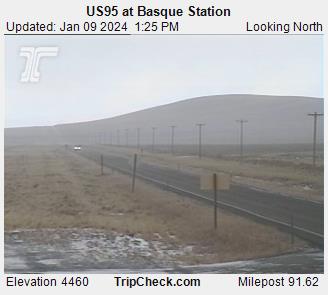 US95 at Basque Station
Updated: Jan 09 2024 1:25 PM Looking North
Elevation 4460 TripCheck.com Milepost 91.62